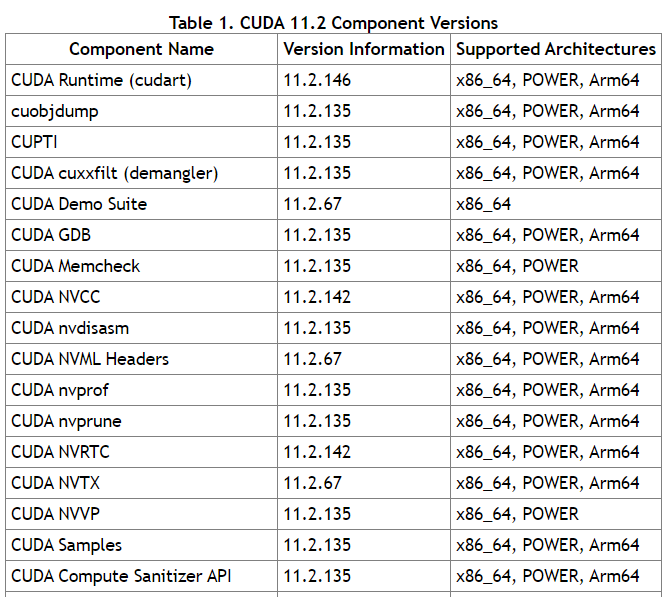 Table 1. CUDA 11.2 Component Versions
Component Name Version Information Supported Architectures
CUDA Runtime (cudart) 11.2.146 x86_64, POWER, Arm64
cuobjdump 11.2.135 x86_64, POWER, Arm64
CUPTI 11.2.135 x86_64, POWER, Arm64
CUDA cuxxfilt (demangler) 11.2.135 x86_64, POWER, Arm64
CUDA Demo Suite 11.2.67 x86_64
CUDA GDB 11.2.135 x86_64, POWER, Arm64
CUDA Memcheck 11.2.135 x86_64, POWER
CUDA NVCC 11.2.142 x86_64, POWER, Arm64
CUDA nvdisasm 11.2.135 x86_64, POWER, Arm64
CUDA NVML Headers 11.2.67 x86_64, POWER, Arm64
CUDA nvprof 11.2.135 x86_64, POWER, Arm64
CUDA nvprune 11.2.135 x86_64, POWER, Arm64
CUDA NVRTC 11.2.142 x86_64, POWER, Arm64
CUDA NVTX 11.2.67 x86_64, POWER, Arm64
CUDA NVVP 11.2.135 x86_64, POWER
CUDA Samples 11.2.135 x86_64, POWER, Arm64
CUDA Compute Sanitizer API 11.2.135 x86_64, POWER, Arm64